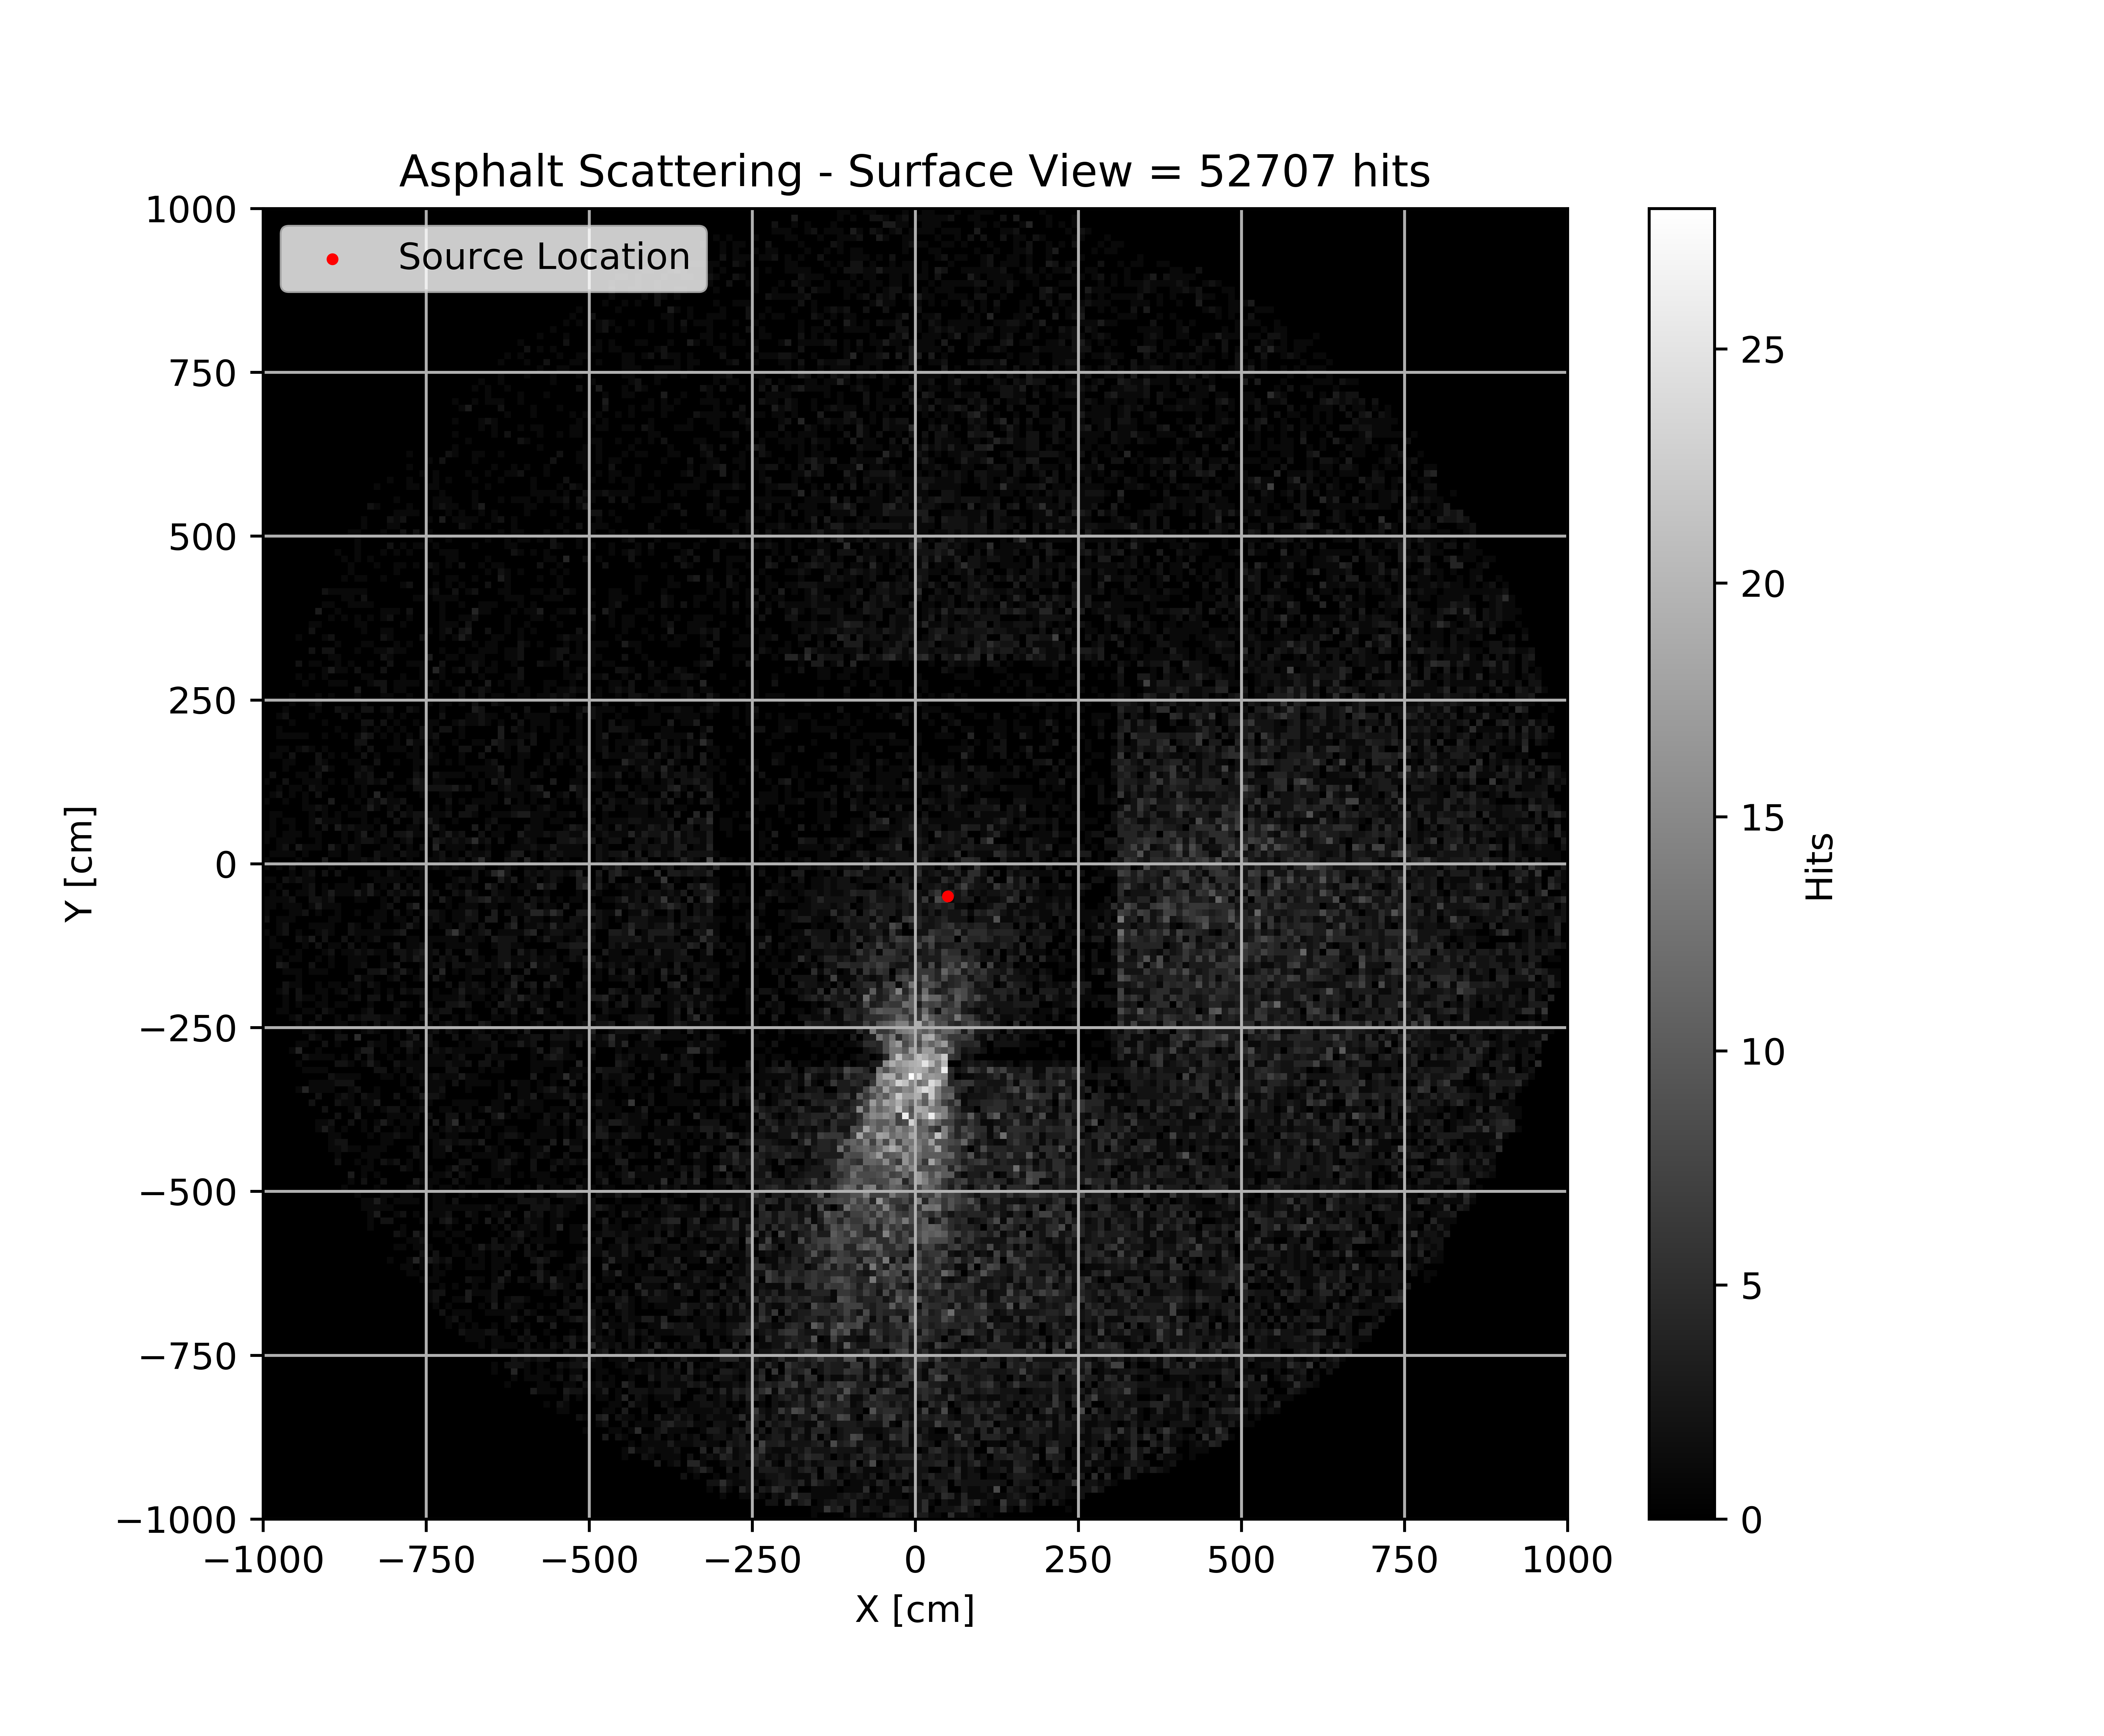 Asphalt Scattering - Surface View = 52707 hits
Source Location
1000
750
500
250
0
−250
−500
−750
−1000
Y [cm]
−1000 −750 −500 −250 0 250 500 750 1000
X [cm]
25
20
15
10
5
0
Hits